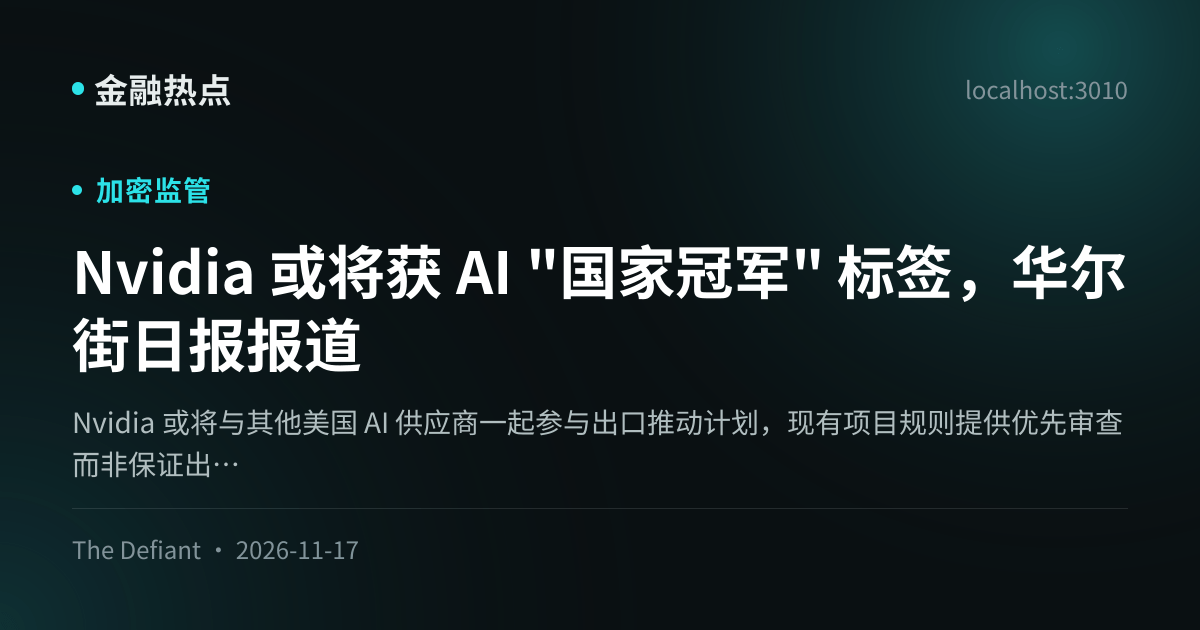 金融热点
localhost:3010
加密监管
Nvidia 或将获 AI "国家冠军" 标签，华尔
街日报报道
Nvidia 或将与其他美国 AI 供应商一起参与出口推动计划，现有项目规则提供优先审查
而非保证出…
The Defiant · 2026-11-17